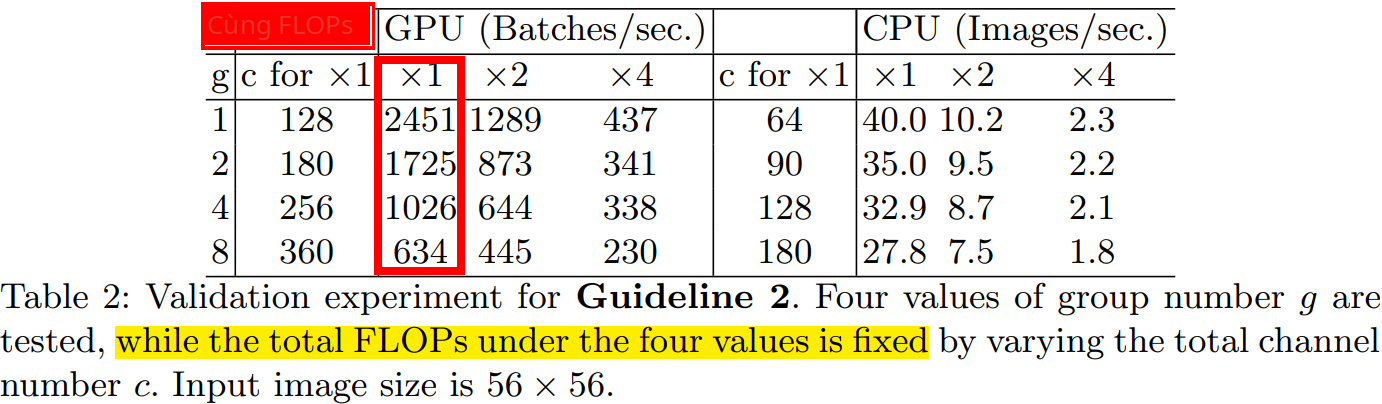 Cùng FLOPs GPU (Batches/sec.) CPU (Images/sec.)
g c for ×1 ×1 ×2 ×4 c for ×1 ×1 ×2 ×4
1 128 2451 1289 437 64 40.0 10.2 2.3
2 180 1725 873 341 90 35.0 9.5 2.2
4 256 1026 644 338 128 32.9 8.7 2.1
8 360 634 445 230 180 27.8 7.5 1.8
Table 2: Validation experiment for Guideline 2. Four values of group number g are
tested, while the total FLOPs under the four values is fixed by varying the total channel
number c. Input image size is 56 × 56.